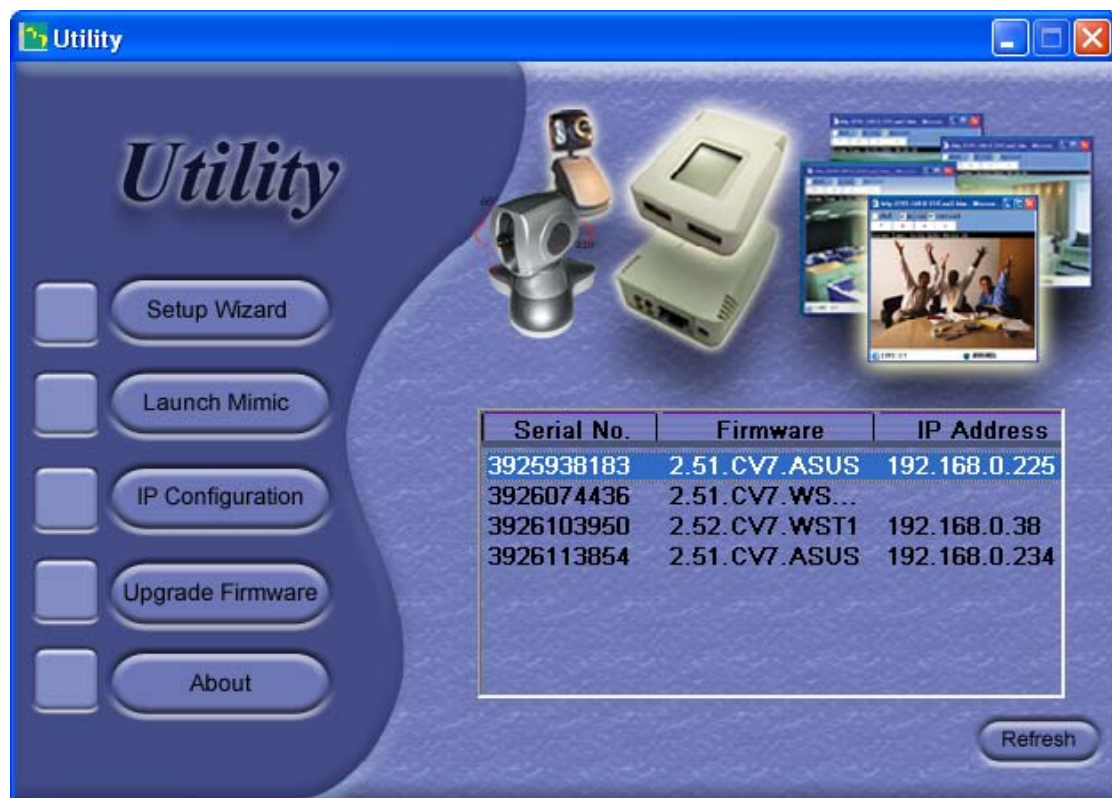 Utility
Utility
Setup Wizard
Launch Mimic
IP Configuration
Upgrade Firmware
About
Serial No. Firmware IP Address
3925938183 2.51.CV7.ASUS 192.168.0.225
3926074436 2.51.CV7.WS...
3926103950 2.52.CV7.WST1 192.168.0.38
3926113854 2.51.CV7.ASUS 192.168.0.234
Refresh